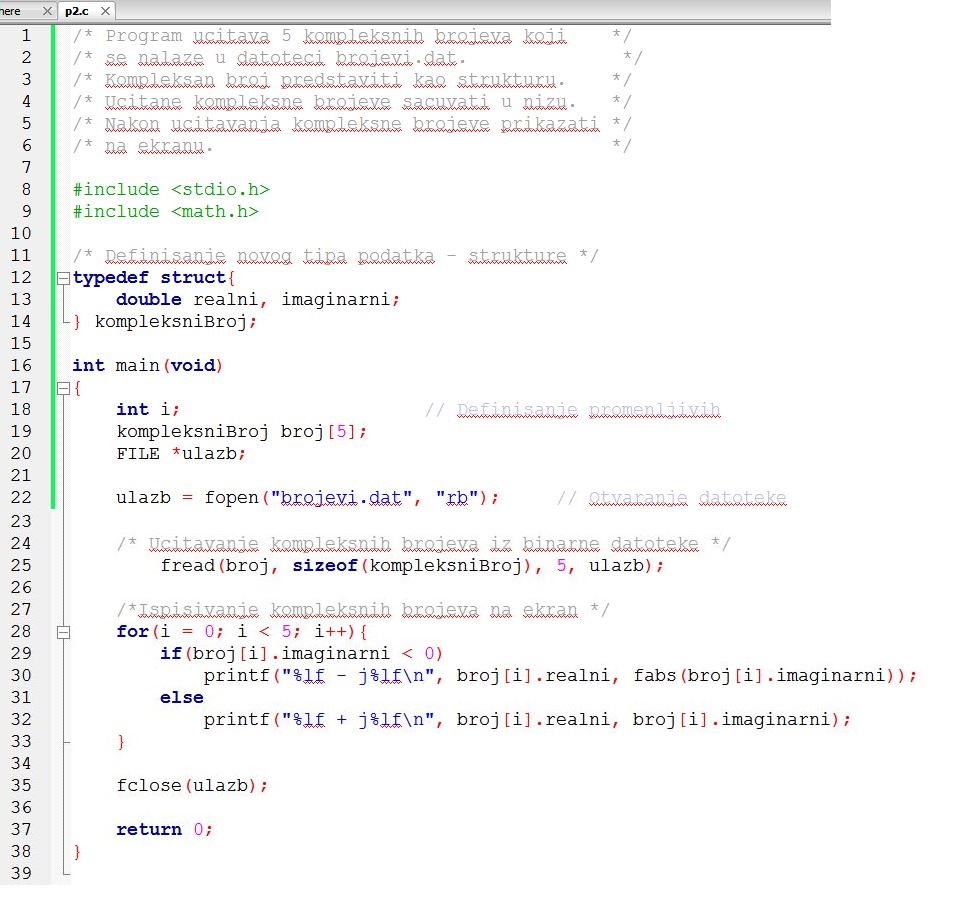 here p2.c
1 /* Program ucitava 5 kompleksnih brojeva koji */
2 /* se nalaze u datoteci brojevi.dat. */
3 /* Kompleksan broj predstaviti kao strukturu. */
4 /* Ucitane kompleksne brojeve sacuvati u nizu. */
5 /* Nakon ucitavanja kompleksne brojeve prikazati */
6 /* na ekranu. */
7
8 #include <stdio.h>
9 #include <math.h>
10
11 /* Definisanje novog tipa podatka - strukture */
12 typedef struct{
13 double realni, imaginarni;
14 } kompleksniBroj;
15
16 int main(void)
17 {
18 int i; // Definisanje promenljivih
19 kompleksniBroj broj[5];
20 FILE *ulazb;
21
22 ulazb = fopen("brojevi.dat", "rb"); // Otvaranje datoteke
23
24 /* Ucitavanje kompleksnih brojeva iz binarne datoteke */
25 fread(broj, sizeof(kompleksniBroj), 5, ulazb);
26
27 /*Ispisivanje kompleksnih brojeva na ekran */
28 for(i = 0; i < 5; i++){
29 if(broj[i].imaginarni < 0)
30 printf("%lf - j%lf\n", broj[i].realni, fabs(broj[i].imaginarni));
31 else
32 printf("%lf + j%lf\n", broj[i].realni, broj[i].imaginarni);
33 }
34
35 fclose(ulazb);
36
37 return 0;
38 }
39